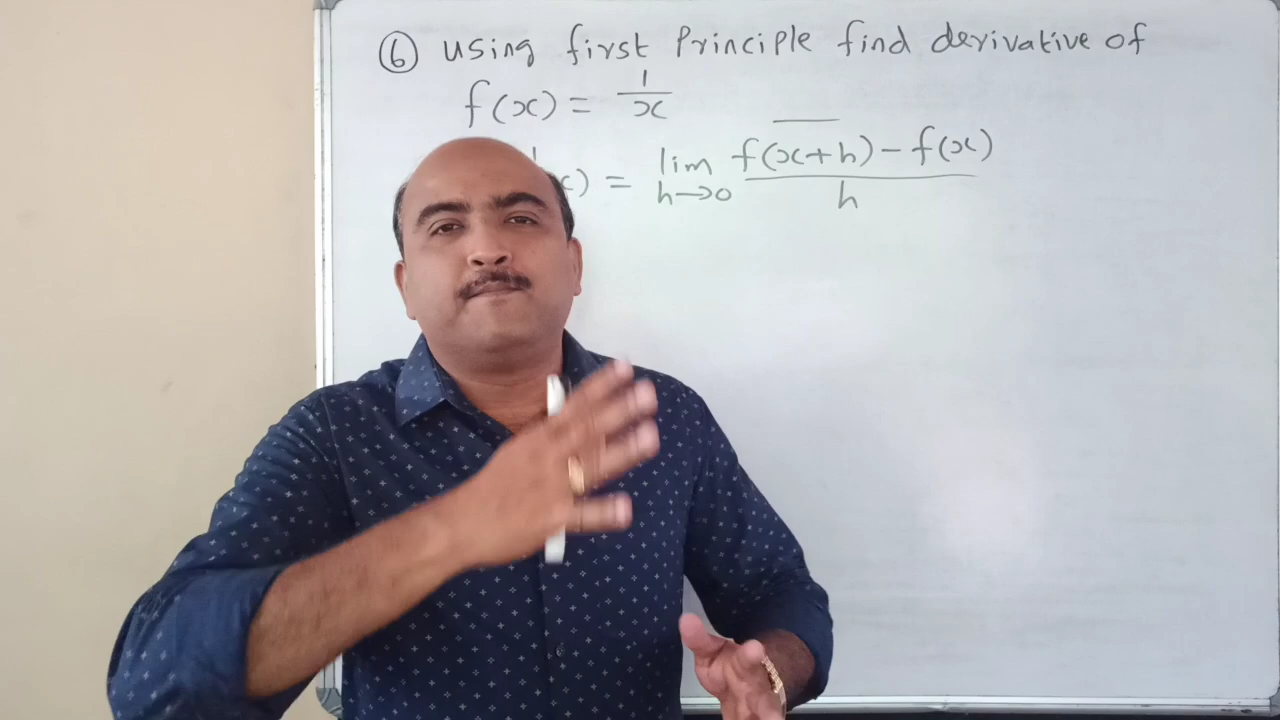 ⑥ using first Principle find derivative of
f(x) = 1/x
x) = lim h→0 f(x+h) - f(x) / h